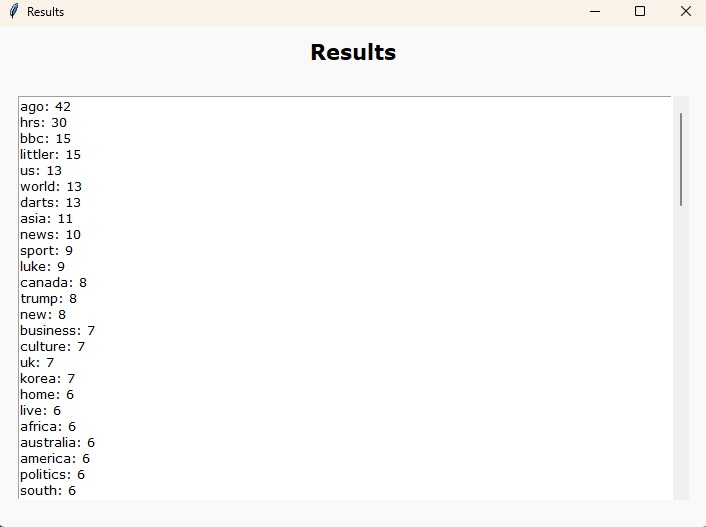 Results
Results
ago: 42
hrs: 30
bbc: 15
littler: 15
us: 13
world: 13
darts: 13
asia: 11
news: 10
sport: 9
luke: 9
canada: 8
trump: 8
new: 8
business: 7
culture: 7
uk: 7
korea: 7
home: 6
live: 6
africa: 6
australia: 6
america: 6
politics: 6
south: 6